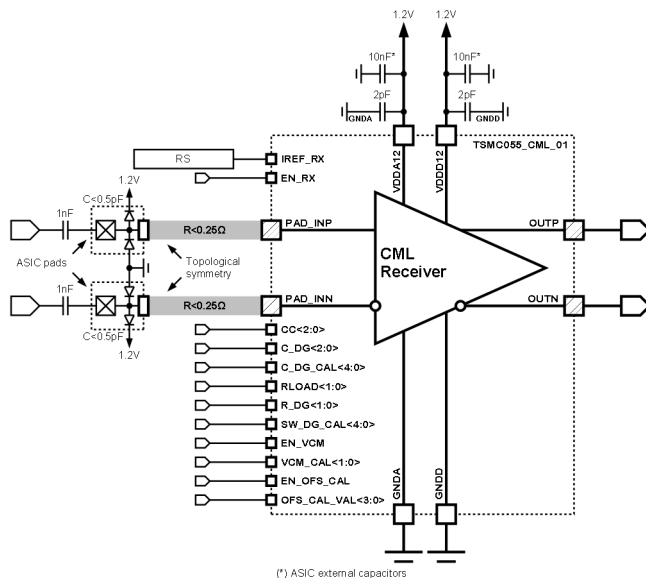 1.2V
1.2V
10nF*
10nF*
2pF
2pF
GNDA
GNDD
TSMC055_CML_01
RS
IREF_RX
EN_RX
VDDA12
VDDD12
1.2V
C<0.5pF
1nF
R<0.25Ω
PAD_INP
OUTP
ASIC pads
Topological
symmetry
CML
Receiver
1nF
R<0.25Ω
PAD_INN
OUTN
C<0.5pF
1.2V
CC<2:0>
C_DG<2:0>
C_DG_CAL<4:0>
RLOAD<1:0>
R_DG<1:0>
SW_DG_CAL<4:0>
EN_VCM
VCM_CAL<1:0>
EN_OFS_CAL
OFS_CAL_VAL<3:0>
GNDA
GNDD
(*) ASIC external capacitors